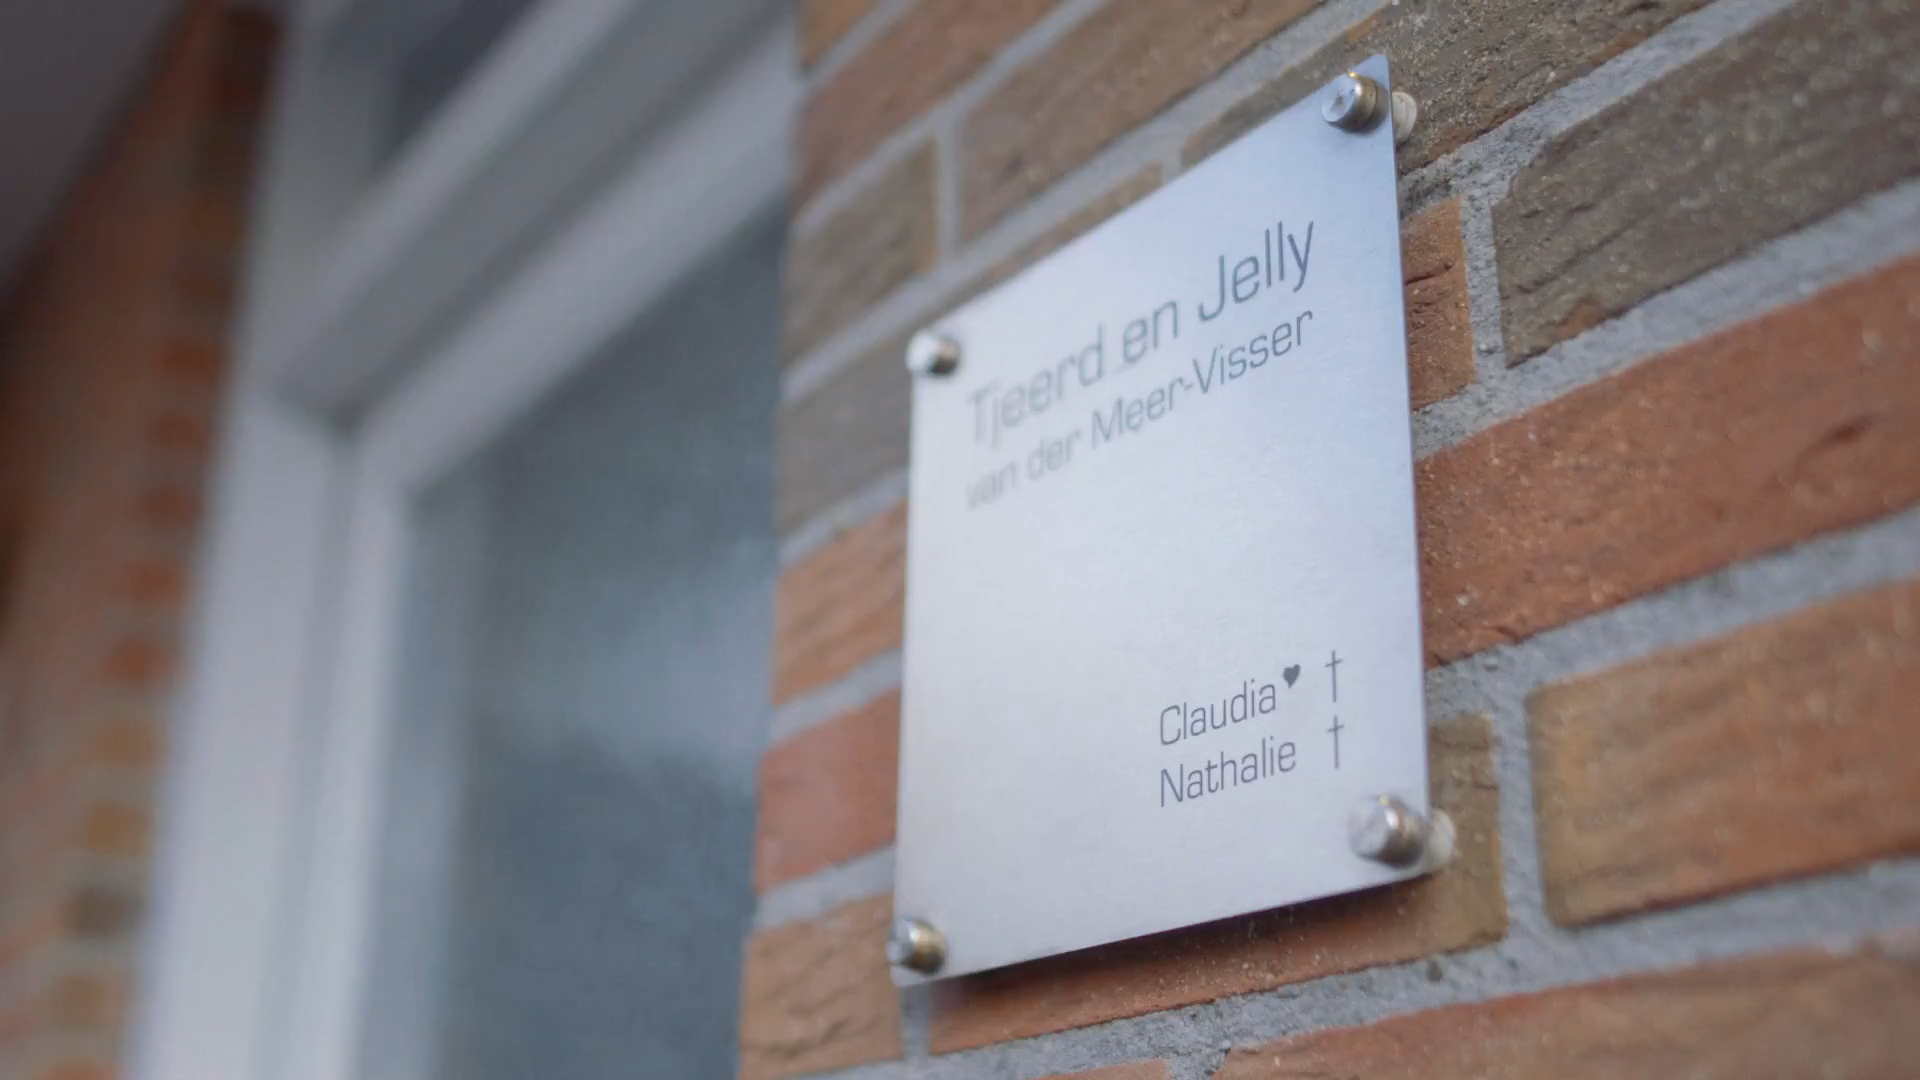 Tjeerd en Jelly
van der Meer-Visser
Claudia♥ †
Nathalie †